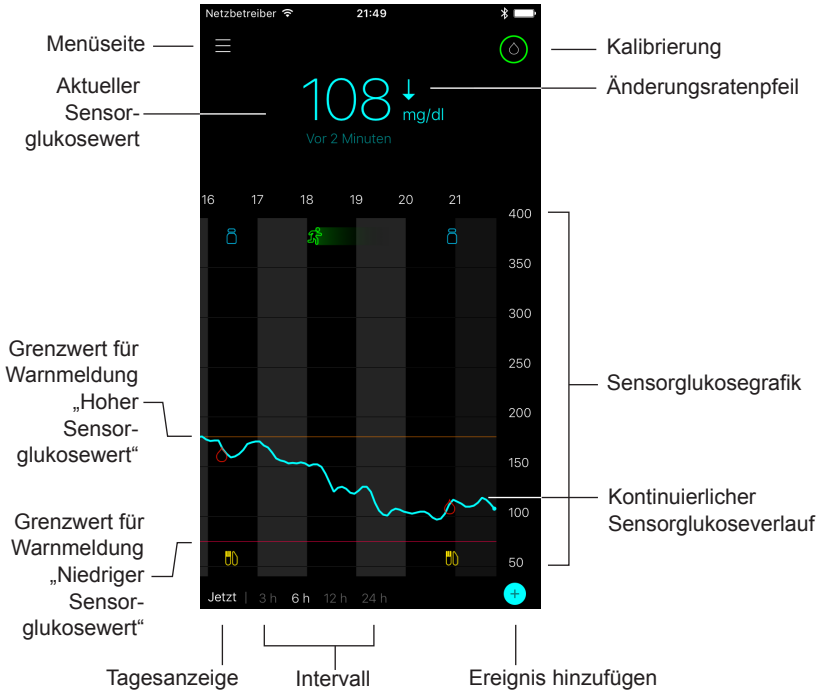 Netzbetreiber
21:49
Menüseite
Kalibrierung
Aktueller
Sensor-
glukosewert
108
mg/dl
Vor 2 Minuten
Änderungsratenpfeil
16 17 18 19 20 21
400
350
300
250
200
150
100
50
Grenzwert für
Warnmeldung
„Hoher
Sensor-
glukosewert“
Sensorglukosegrafik
Grenzwert für
Warnmeldung
„Niedriger
Sensor-
glukosewert“
Kontinuierlicher
Sensorglukoseverlauf
Jetzt | 3 h 6 h 12 h 24 h
+
Tagesanzeige
Intervall
Ereignis hinzufügen